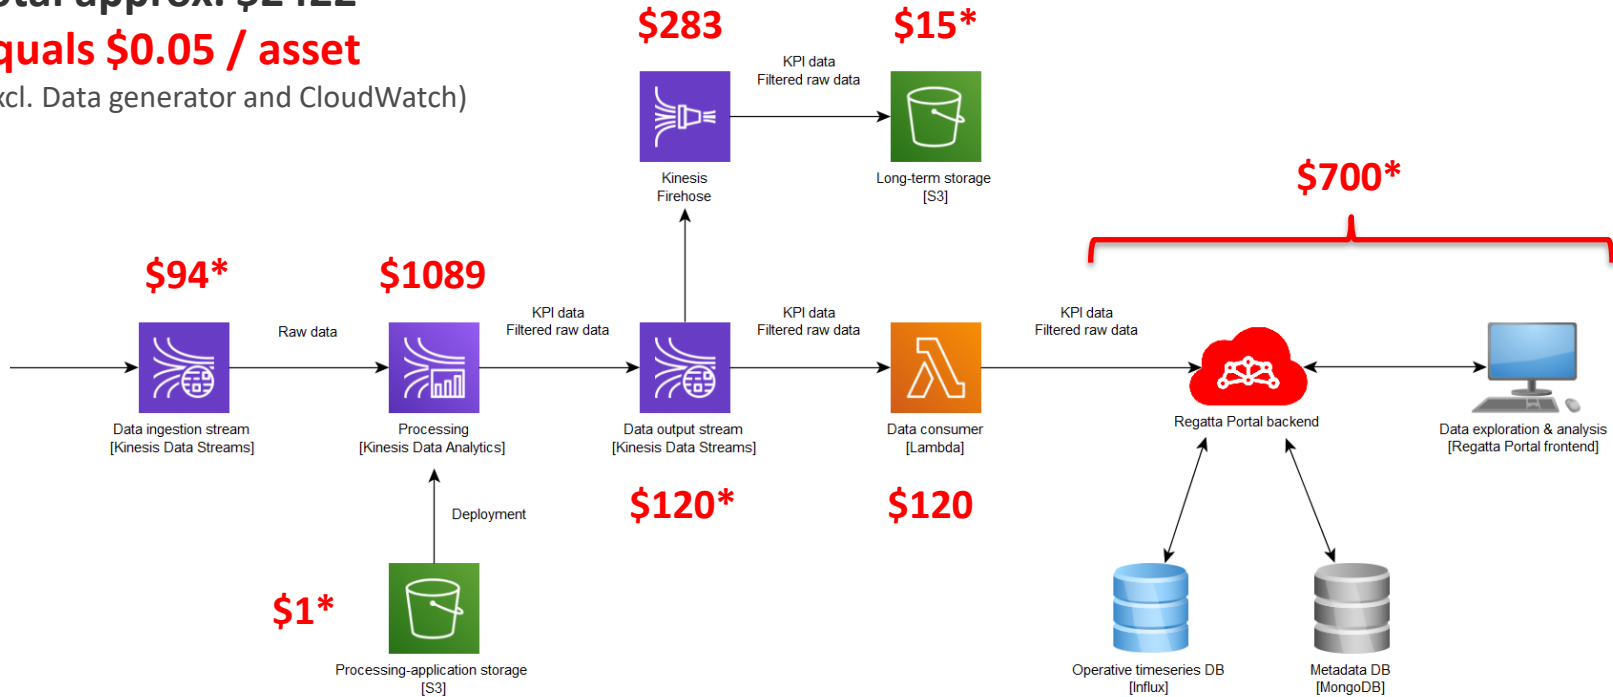 otal approx. $2422
quals $0.05 / asset
xcl. Data generator and CloudWatch)
$283
$15*
KPI data
Filtered raw data
Kinesis
Firehose
Long-term storage
[S3]
$700*
$94*
$1089
Raw data
KPI data
Filtered raw data
KPI data
Filtered raw data
KPI data
Filtered raw data
Data ingestion stream
[Kinesis Data Streams]
Processing
[Kinesis Data Analytics]
Data output stream
[Kinesis Data Streams]
Data consumer
[Lambda]
Regatta Portal backend
Data exploration & analysis
[Regatta Portal frontend]
$120*
$120
Deployment
$1*
Processing-application storage
[S3]
Operative timeseries DB
[Influx]
Metadata DB
[MongoDB]